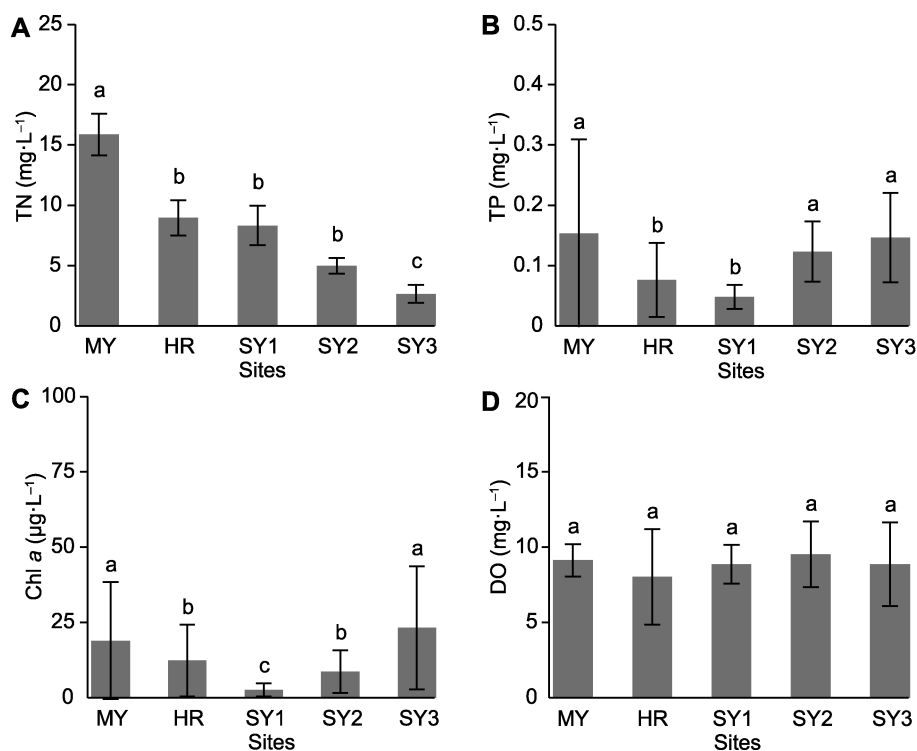 A
TN (mg·L⁻¹)
25
20
15
10
5
0
a
b
b
b
c
MY HR SY1 SY2 SY3
Sites
B
TP (mg·L⁻¹)
0.5
0.4
0.3
0.2
0.1
0
a
b
b
a
a
MY HR SY1 SY2 SY3
Sites
C
Chl a (μg·L⁻¹)
100
75
50
25
0
a
b
c
b
a
MY HR SY1 SY2 SY3
Sites
D
DO (mg·L⁻¹)
20
15
10
5
0
a
a
a
a
a
MY HR SY1 SY2 SY3
Sites